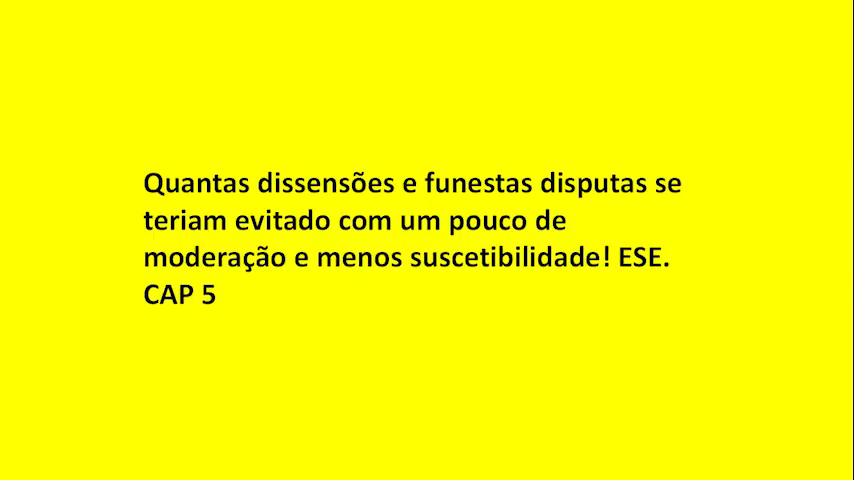 Quantas dissensões e funestas disputas se
teriam evitado com um pouco de
moderação e menos suscetibilidade! ESE.
CAP 5